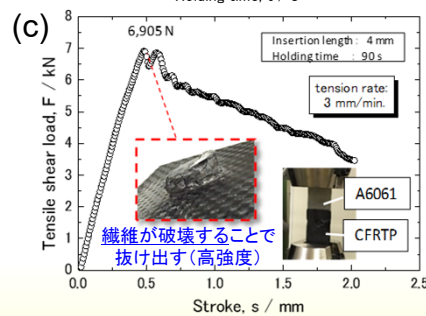 (c)
6,905 N
Insertion length : 4 mm
Holding time: 90 s
tension rate:
3 mm/min.
Tensile shear load, F / kN
8
7
6
5
4
3
2
1
0
A6061
CFRTP
繊維が破壊することで
抜け出す(高強度)
0.0 0.5 1.0 1.5 2.0 2.5
Stroke, s / mm